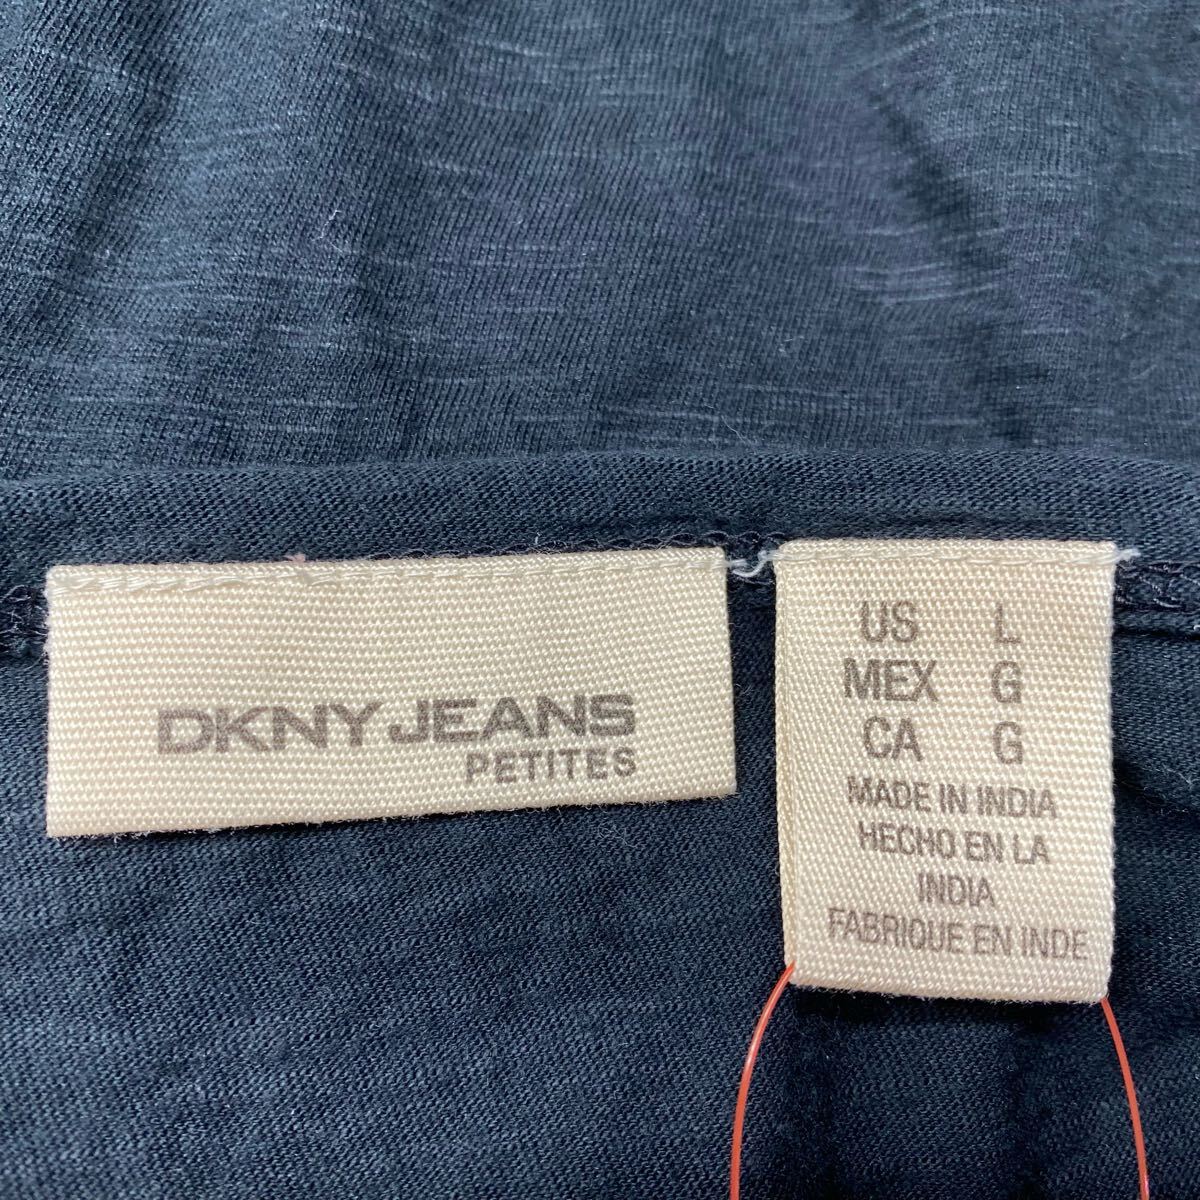 DKNY JEANS
PETITES
US L
MEX G
CA G
MADE IN INDIA
HECHO EN LA
INDIA
FABRIQUE EN INDE